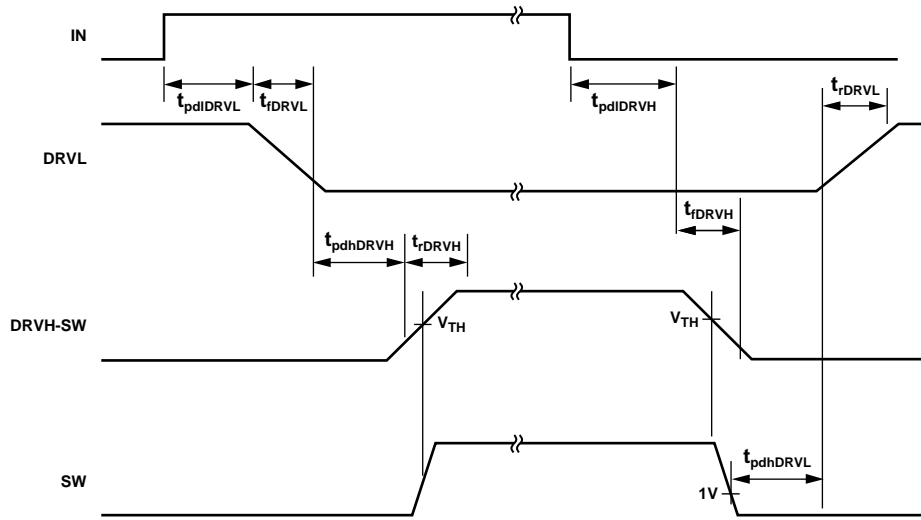 IN
tpdlDRVL
tfDRVL
tpdlDRVH
trDRVL
DRVL
tfDRVH
tpdhDRVH
trDRVH
DRVH-SW
VTH
VTH
SW
1V
tpdhDRVL